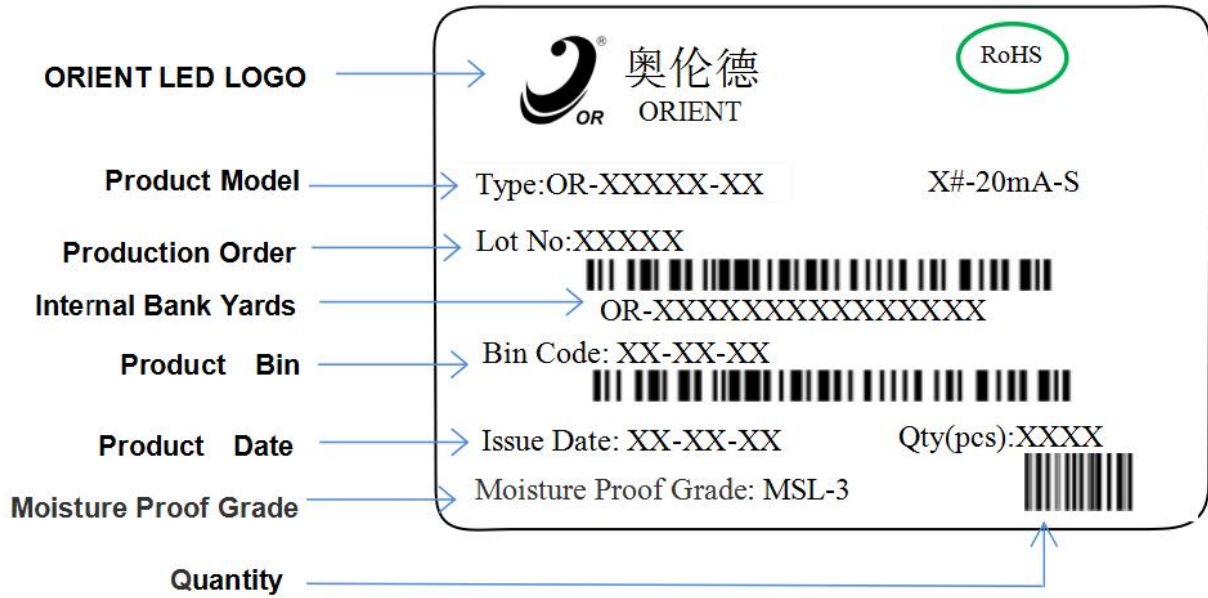 ORIENT LED LOGO
®
OR
奥伦德
ORIENT
RoHS
Product Model
Type:OR-XXXXX-XX
X#-20mA-S
Production Order
Lot No:XXXXX
Internal Bank Yards
OR-XXXXXXXXXXXXXXX
Product Bin
Bin Code: XX-XX-XX
Product Date
Issue Date: XX-XX-XX
Qty(pcs):XXXX
Moisture Proof Grade
Moisture Proof Grade: MSL-3
Quantity